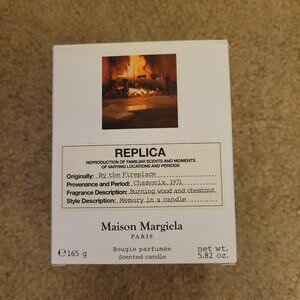 REPLICA
REPRODUCTION OF FAMILIAR SCENTS AND MOMENTS
OF VARYING LOCATIONS AND PERIODS
Originally: By the Fireplace
Provenance and Period: Chamonix, 1971
Fragrance Description: Burning wood and chestnut
Style Description: Memory in a candle
Maison Margiela
PARIS
Bougie parfumée
Scented candle
℮165 g
net wt.
5.82 oz.